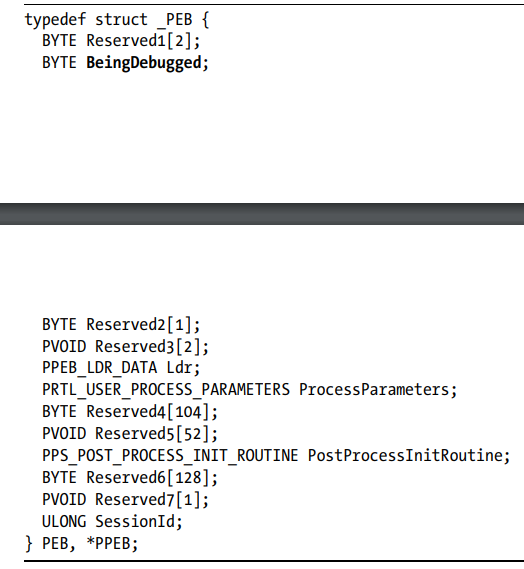 typedef struct _PEB {
BYTE Reserved1[2];
BYTE BeingDebugged;
BYTE Reserved2[1];
PVOID Reserved3[2];
PPEB_LDR_DATA Ldr;
PRTL_USER_PROCESS_PARAMETERS ProcessParameters;
BYTE Reserved4[104];
PVOID Reserved5[52];
PPS_POST_PROCESS_INIT_ROUTINE PostProcessInitRoutine;
BYTE Reserved6[128];
PVOID Reserved7[1];
ULONG SessionId;
} PEB, *PPEB;